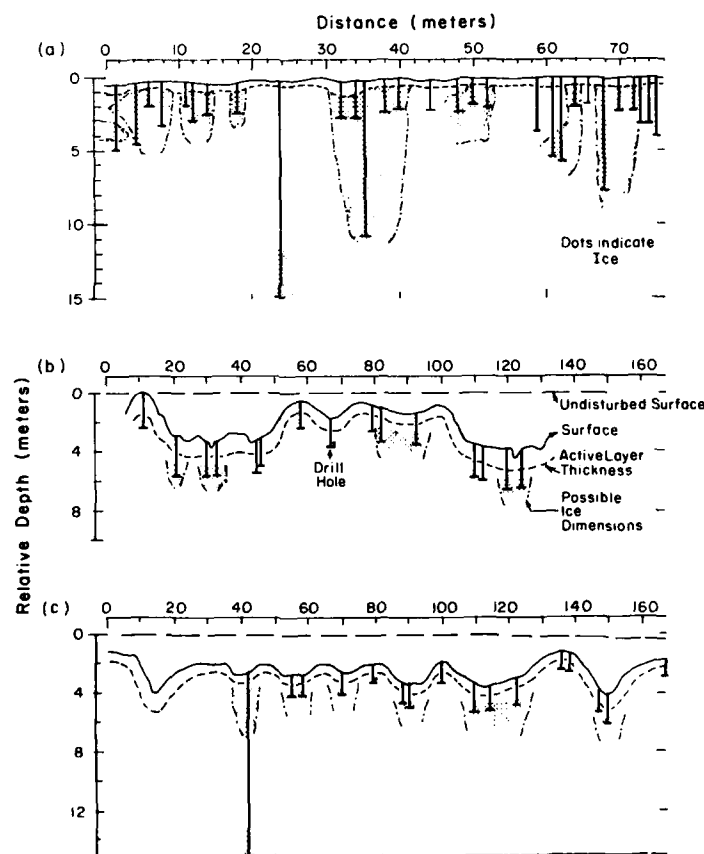 Distance (meters)
(a)
0 10 20 30 40 50 60 70
0
5
10
15
Dots indicate
Ice
(b)
0 20 40 60 80 100 120 140 160
0
4
8
Undisturbed Surface
Surface
Active Layer
Thickness
Possible
Ice
Dimensions
Drill
Hole
Relative Depth (meters)
(c)
0 20 40 60 80 100 120 140 160
0
4
8
12